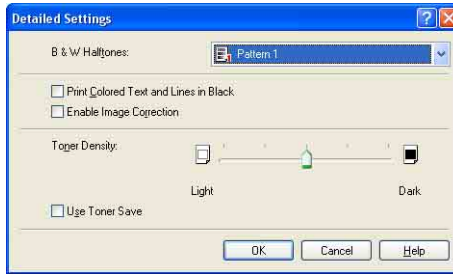 Detailed Settings
B & W Halftones: Pattern 1
Print Colored Text and Lines in Black
Enable Image Correction
Toner Density:
Light Dark
Use Toner Save
OK Cancel Help